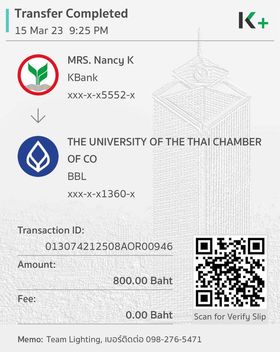 Transfer Completed
15 Mar 23 9:25 PM
K+
MRS. Nancy K
KBank
xxx-x-x5552-x
THE UNIVERSITY OF THE THAI CHAMBER
OF CO
BBL
xxx-x-x1360-x
Transaction ID:
013074212508AOR00946
Amount:
800.00 Baht
Fee:
0.00 Baht
Scan for Verify Slip
Memo: Team Lighting, เบอร์ติดต่อ 098-276-5471